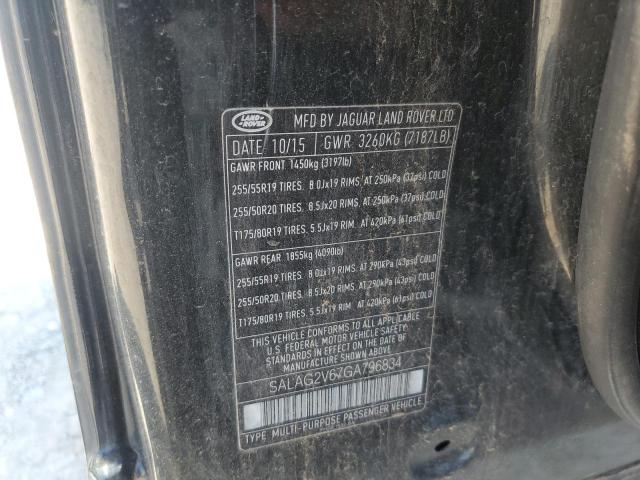 LAND ROVER
MFD BY JAGUAR LAND ROVER LTD
DATE 10/15 GWR 3260KG (7187LB)
GAWR FRONT 1450kg (3197lb)
255/55R19 TIRES. 8.0Jx19 RIMS, AT 250kPa (37psi) COLD
255/50R20 TIRES. 8.5Jx20 RIMS, AT 250kPa (37psi) COLD
T175/80R19 TIRES. 5.5Jx19 RIM. AT 420kPa (61psi) COLD
GAWR REAR 1855kg (4090lb)
255/55R19 TIRES. 8.0Jx19 RIMS, AT 290kPa (43psi) COLD
255/50R20 TIRES. 8.5Jx20 RIMS, AT 290kPa (43psi) COLD
T175/80R19 TIRES. 5.5Jx19 RIM AT 420kPa (61psi) COLD
THIS VEHICLE CONFORMS TO ALL APPLICABLE
U.S. FEDERAL MOTOR VEHICLE SAFETY
STANDARDS IN EFFECT ON THE DATE OF
MANUFACTURE SHOWN ABOVE.
SALAG2V67GA796834
TYPE MULTI-PURPOSE PASSENGER VEHICLE